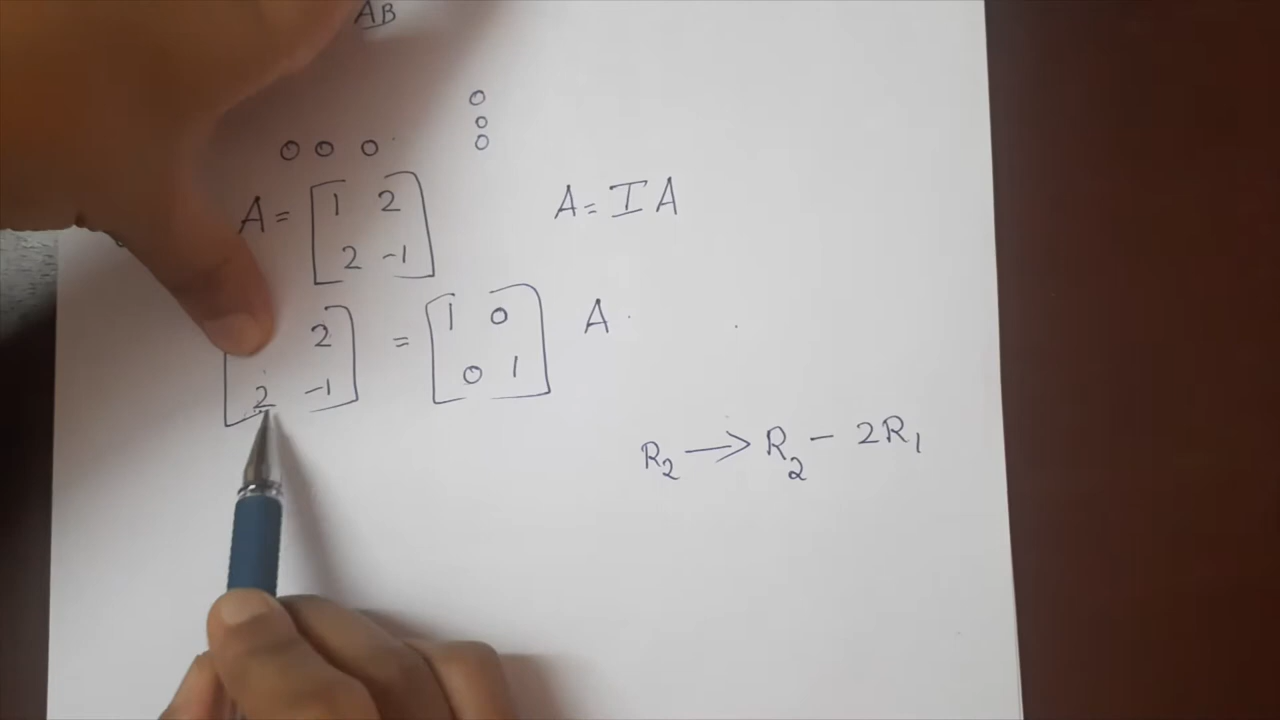 AB
o o o
o
o
o
A = [ 1 2
2 -1 ]
A = I A
[ 2
2 -1 ] = [ 1 0
0 1 ] A
R₂ → R₂ - 2R₁